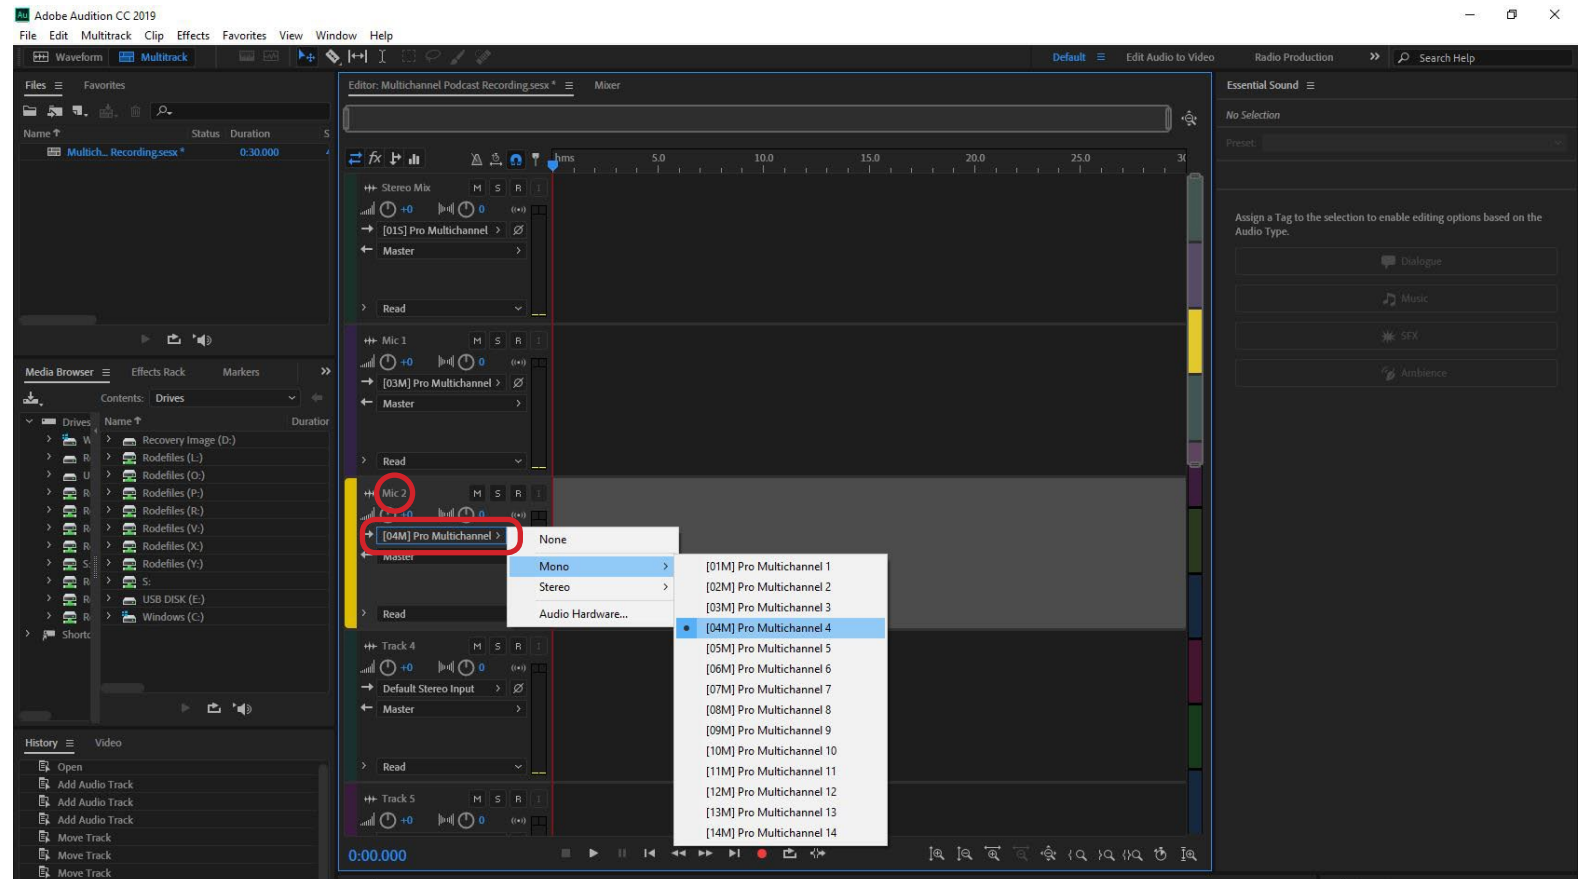 Au Adobe Audition CC 2019
File Edit Multitrack Clip Effects Favorites View Window Help
Waveform Multitrack Default Edit Audio to Video Radio Production Search Help
Files Favorites
Name Status Duration S
Multich... Recording.sesx * 0:30.000 4
Media Browser Effects Rack Markers
Contents: Drives
Drives Name Duration
W Recovery Image (D:)
R Rodefiles (L:)
U Rodefiles (O:)
R Rodefiles (P:)
R Rodefiles (R:)
R Rodefiles (V:)
R Rodefiles (X:)
S: Rodefiles (Y:)
R S:
R USB DISK (E:)
R Windows (C:)
Shortc
History Video
Open
Add Audio Track
Add Audio Track
Add Audio Track
Move Track
Move Track
Move Track
Editor: Multichannel Podcast Recording.sesx * Mixer
fx hms 5.0 10.0 15.0 20.0 25.0 30
Stereo Mix M S R I
+0 0
[01S] Pro Multichannel
Master
Read
Mic 1 M S R I
+0 0
[03M] Pro Multichannel
Master
Read
Mic 2 M S R I
+0 0
[04M] Pro Multichannel
Master
Read
None
Mono
Stereo
Audio Hardware...
[01M] Pro Multichannel 1
[02M] Pro Multichannel 2
[03M] Pro Multichannel 3
[04M] Pro Multichannel 4
[05M] Pro Multichannel 5
[06M] Pro Multichannel 6
[07M] Pro Multichannel 7
[08M] Pro Multichannel 8
[09M] Pro Multichannel 9
[10M] Pro Multichannel 10
[11M] Pro Multichannel 11
[12M] Pro Multichannel 12
[13M] Pro Multichannel 13
[14M] Pro Multichannel 14
Track 4 M S R I
+0 0
Default Stereo Input
Master
Read
Track 5 M S R I
+0 0
0:00.000
Essential Sound
No Selection
Preset:
Assign a Tag to the selection to enable editing options based on the
Audio Type.
Dialogue
Music
SFX
Ambience